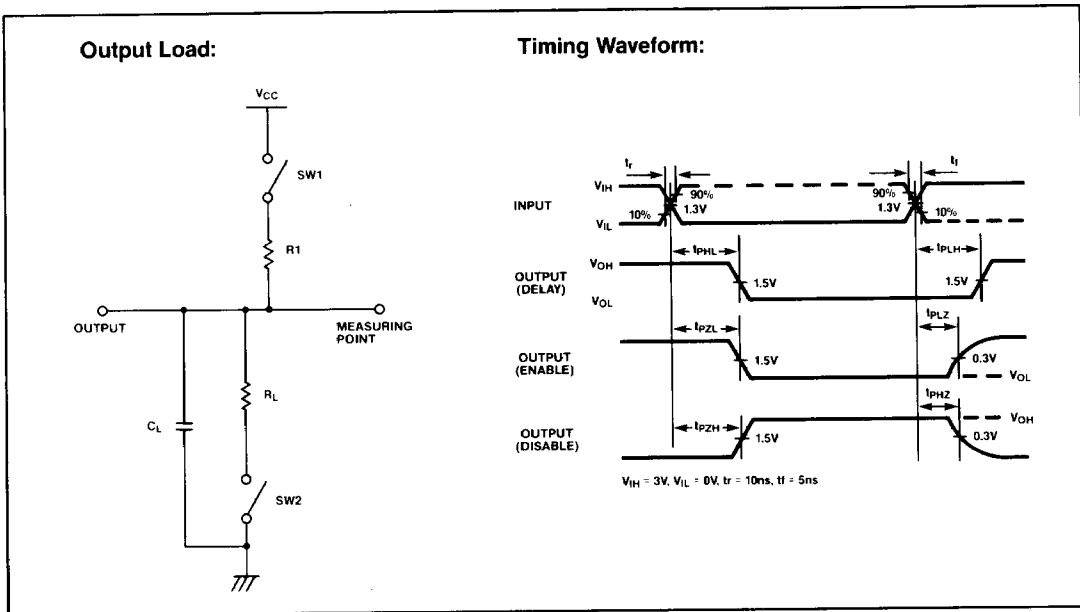 Output Load:
VCC
SW1
R1
OUTPUT
MEASURING
POINT
RL
CL
SW2
Timing Waveform:
tr
tf
VIH
90%
90%
INPUT
1.3V
1.3V
VIL
10%
10%
tPHL
tPLH
VOH
OUTPUT
(DELAY)
1.5V
1.5V
VOL
tPZL
tPLZ
OUTPUT
(ENABLE)
1.5V
0.3V
VOL
tPHZ
VOH
OUTPUT
(DISABLE)
tPZH
1.5V
0.3V
VIH = 3V, VIL = 0V, tr = 10ns, tf = 5ns